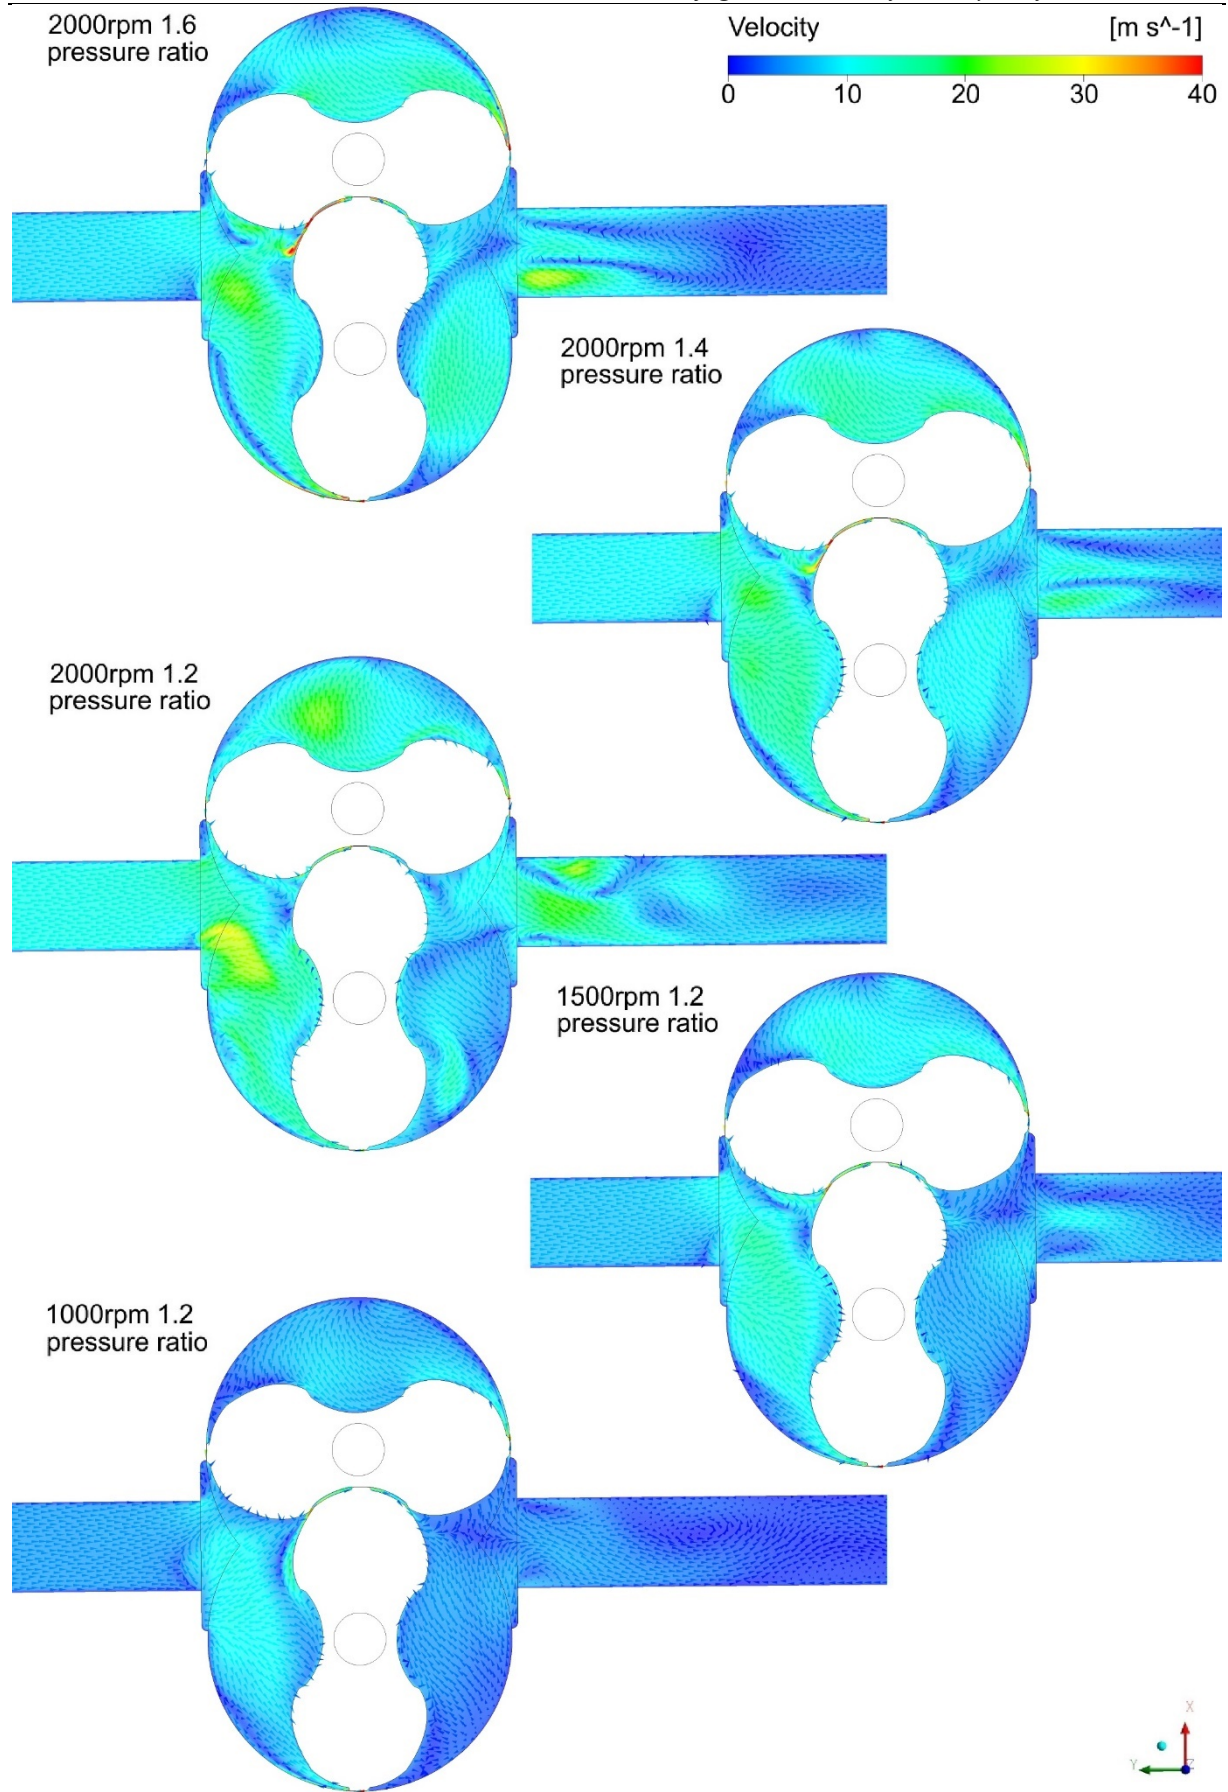 2000rpm 1.6
pressure ratio
Velocity [m s^-1]
0 10 20 30 40
2000rpm 1.4
pressure ratio
2000rpm 1.2
pressure ratio
1500rpm 1.2
pressure ratio
1000rpm 1.2
pressure ratio
X
Y Z